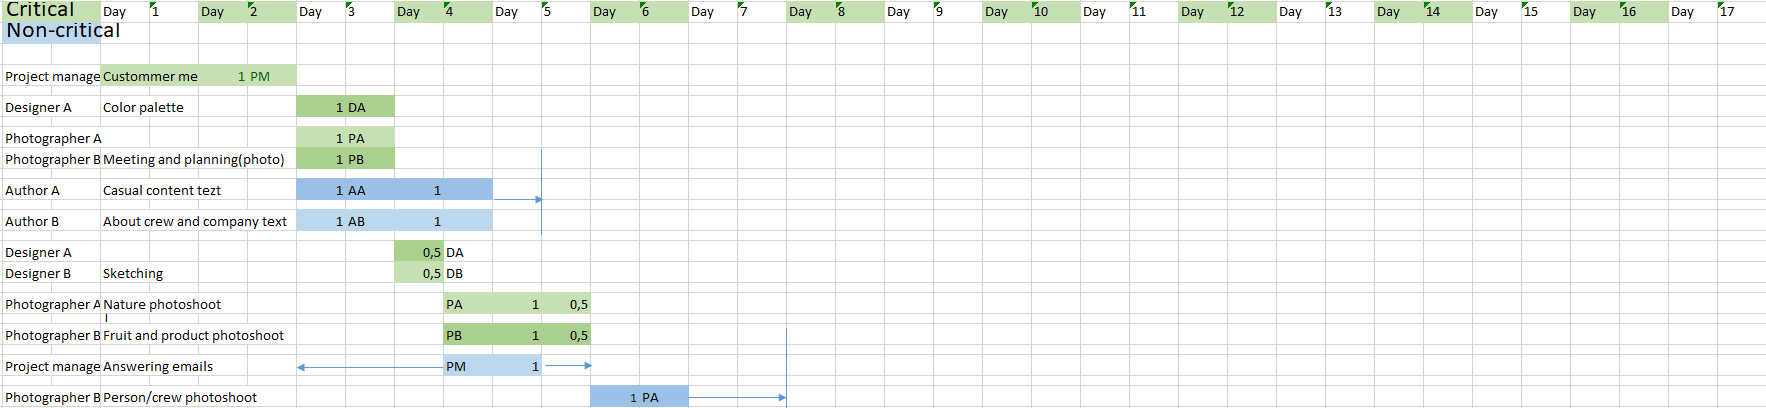 Critical Day 1 Day 2 Day 3 Day 4 Day 5 Day 6 Day 7 Day 8 Day 9 Day 10 Day 11 Day 12 Day 13 Day 14 Day 15 Day 16 Day 17
Non-critical
Project manage Custommer me 1 PM
Designer A Color palette 1 DA
Photographer A 1 PA
Photographer B Meeting and planning(photo) 1 PB
Author A Casual content tezt 1 AA 1
Author B About crew and company text 1 AB 1
Designer A 0,5 DA
Designer B Sketching 0,5 DB
Photographer A Nature photoshoot PA 1 0,5
Photographer B Fruit and product photoshoot PB 1 0,5
Project manage Answering emails PM 1
Photographer B Person/crew photoshoot 1 PA